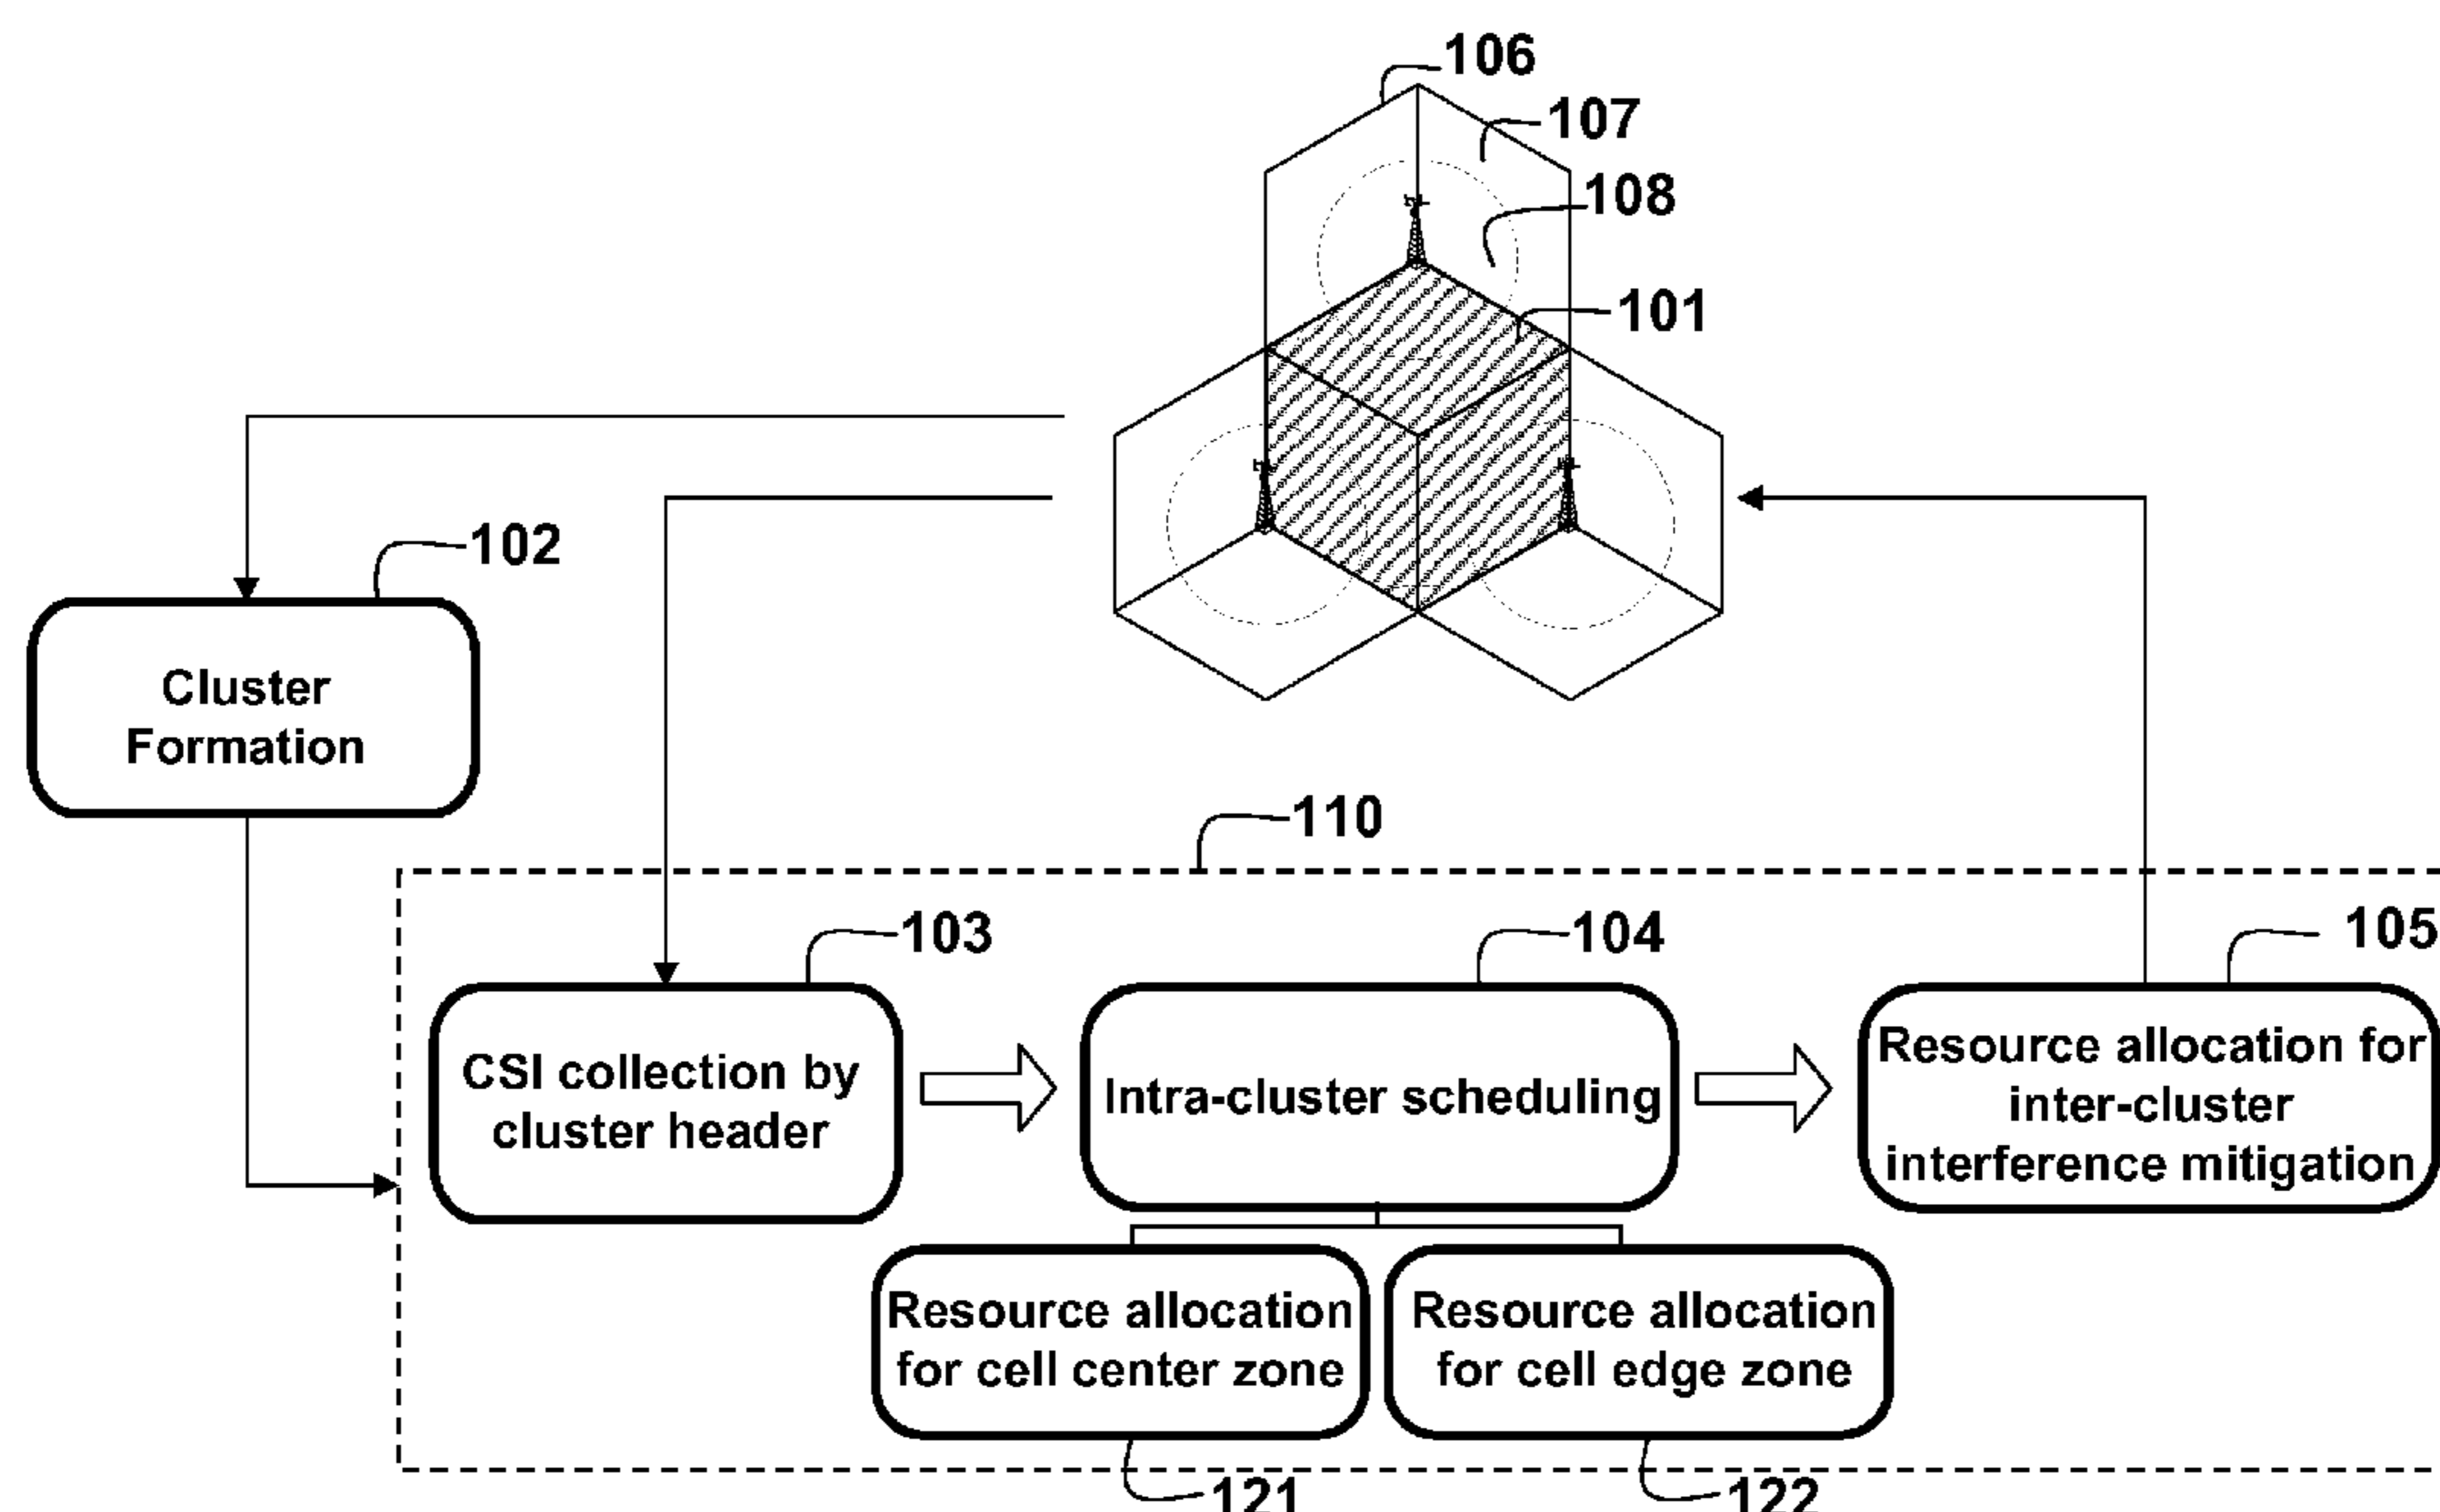 106
107
108
101
102
Cluster
Formation
110
103
104
105
CSI collection by
cluster header
Intra-cluster scheduling
Resource allocation for
inter-cluster
interference mitigation
Resource allocation
for cell center zone
Resource allocation
for cell edge zone
121
122